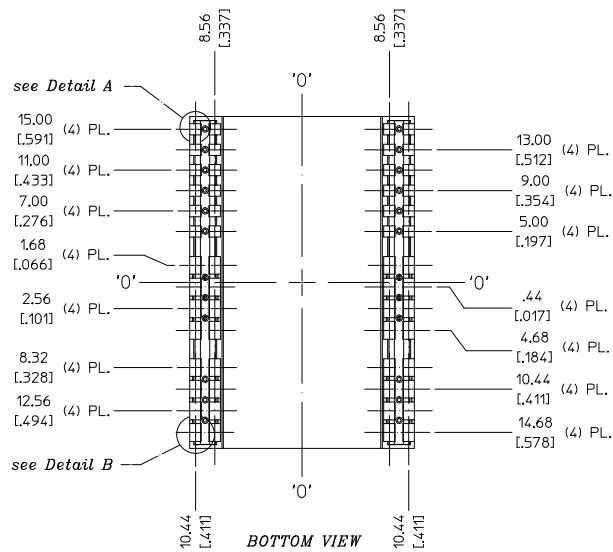 8.56
[.337]
8.56
[.337]
'O'
see Detail A
15.00
[.591]
(4) PL.
11.00
[.433]
(4) PL.
7.00
[.276]
(4) PL.
1.68
[.066]
(4) PL.
'O'
2.56
[.101]
(4) PL.
8.32
[.328]
(4) PL.
12.56
[.494]
(4) PL.
see Detail B
13.00
[.512]
(4) PL.
9.00
[.354]
(4) PL.
5.00
[.197]
(4) PL.
'O'
.44
[.017]
(4) PL.
4.68
[.184]
(4) PL.
10.44
[.411]
(4) PL.
14.68
[.578]
(4) PL.
'O'
10.44
[.411]
BOTTOM VIEW
10.44
[.411]